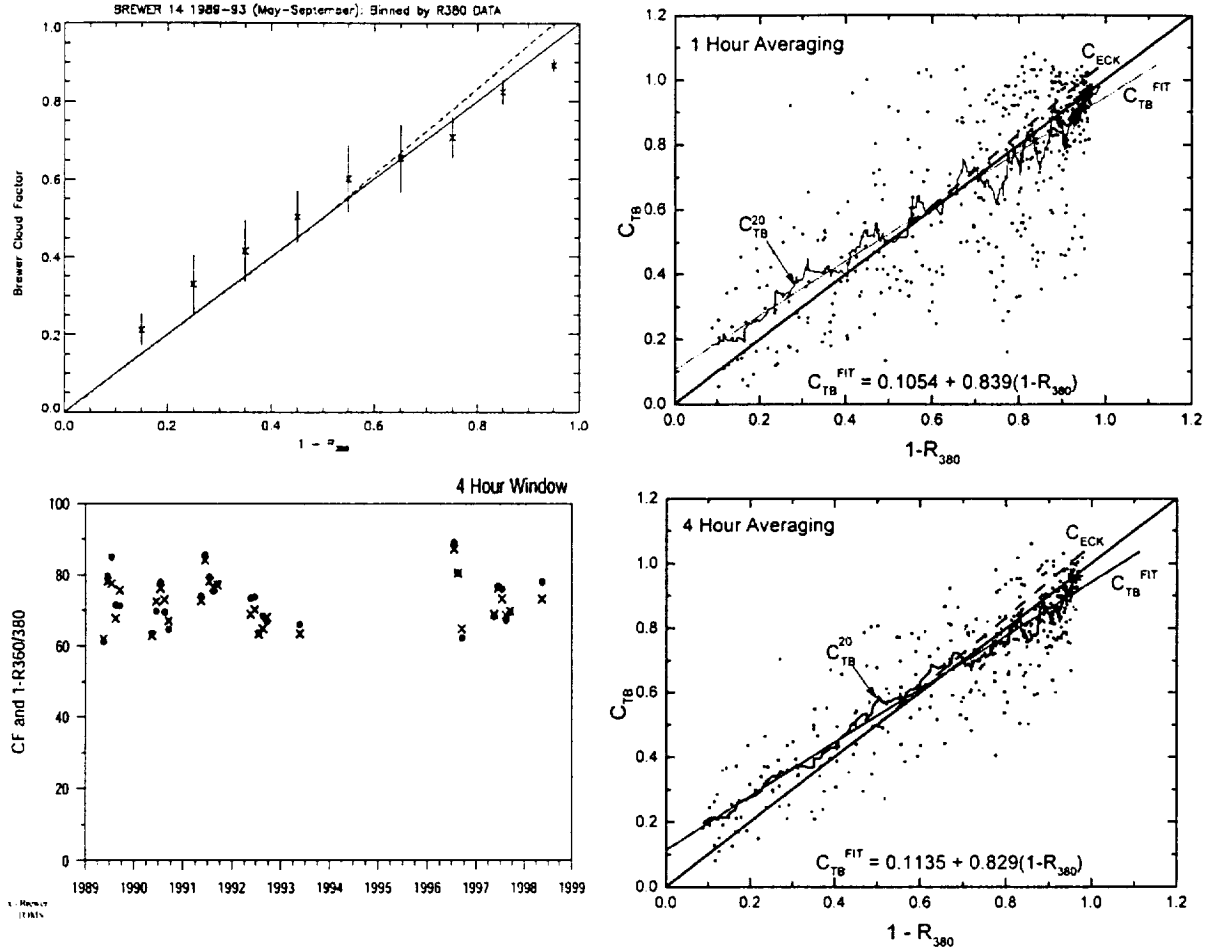 BREWER 14 1989-93 (May-September): Binned by R380 DATA
1.0
0.8
0.6
0.4
0.2
0.0
Brewer Cloud Factor
0.0 0.2 0.4 0.6 0.8 1.0
1 - R
1 Hour Averaging
1.2
1.0
0.8
0.6
0.4
0.2
0.0
C_TB
C_ECK
C_TB^FIT
C_TB^20
C_TB^FIT = 0.1054 + 0.839(1-R_380)
0.0 0.2 0.4 0.6 0.8 1.0 1.2
1-R_380
4 Hour Window
100
80
60
40
20
0
CF and 1-R360/380
1989 1990 1991 1992 1993 1995 1996 1997 1998 1999
x - Brewer
4 Hour Averaging
1.2
1.0
0.8
0.6
0.4
0.2
0.0
C_TB
C_ECK
C_TB^FIT
C_TB^20
C_TB^FIT = 0.1135 + 0.829(1-R_380)
0.0 0.2 0.4 0.6 0.8 1.0 1.2
1 - R_380